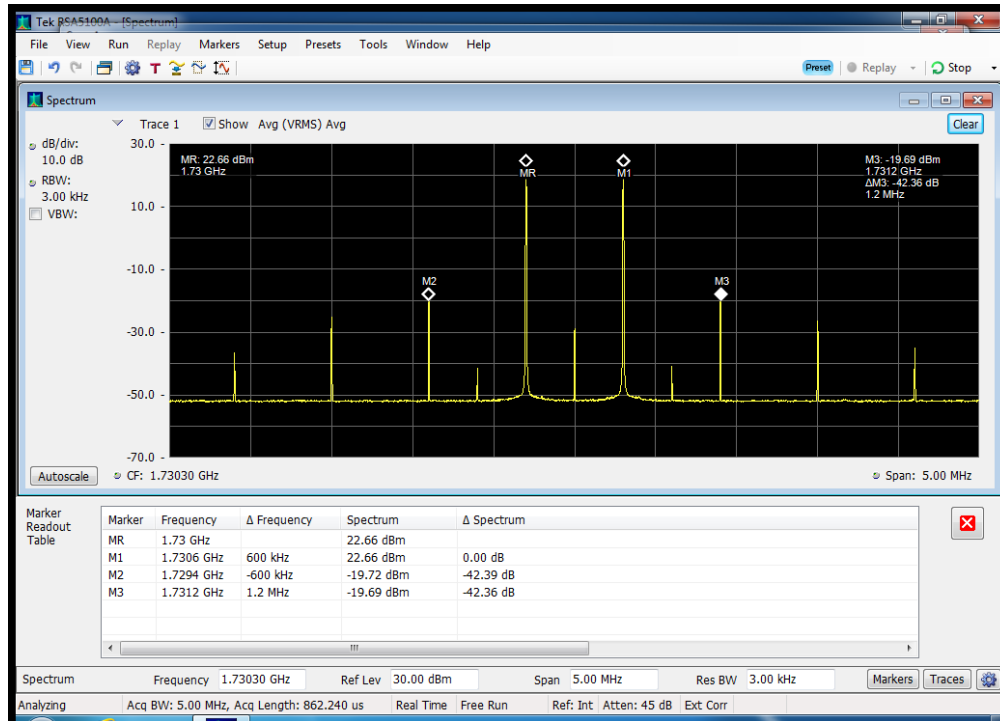 Tek RSA5100A - [Spectrum]
File View Run Replay Markers Setup Presets Tools Window Help
T Preset Replay Stop
Spectrum
Trace 1 Show Avg (VRMS) Avg Clear
dB/div:
10.0 dB
RBW:
3.00 kHz
VBW:
30.0
10.0
-10.0
-30.0
-50.0
-70.0
MR: 22.66 dBm
1.73 GHz
MR
M1
M3: -19.69 dBm
1.7312 GHz
ΔM3: -42.36 dB
1.2 MHz
M2
M3
Autoscale CF: 1.73030 GHz Span: 5.00 MHz
Marker
Readout
Table
Marker Frequency Δ Frequency Spectrum Δ Spectrum
MR 1.73 GHz 22.66 dBm
M1 1.7306 GHz 600 kHz 22.66 dBm 0.00 dB
M2 1.7294 GHz -600 kHz -19.72 dBm -42.39 dB
M3 1.7312 GHz 1.2 MHz -19.69 dBm -42.36 dB
Spectrum Frequency 1.73030 GHz Ref Lev 30.00 dBm Span 5.00 MHz Res BW 3.00 kHz Markers Traces
Analyzing Acq BW: 5.00 MHz, Acq Length: 862.240 us Real Time Free Run Ref: Int Atten: 45 dB Ext Corr